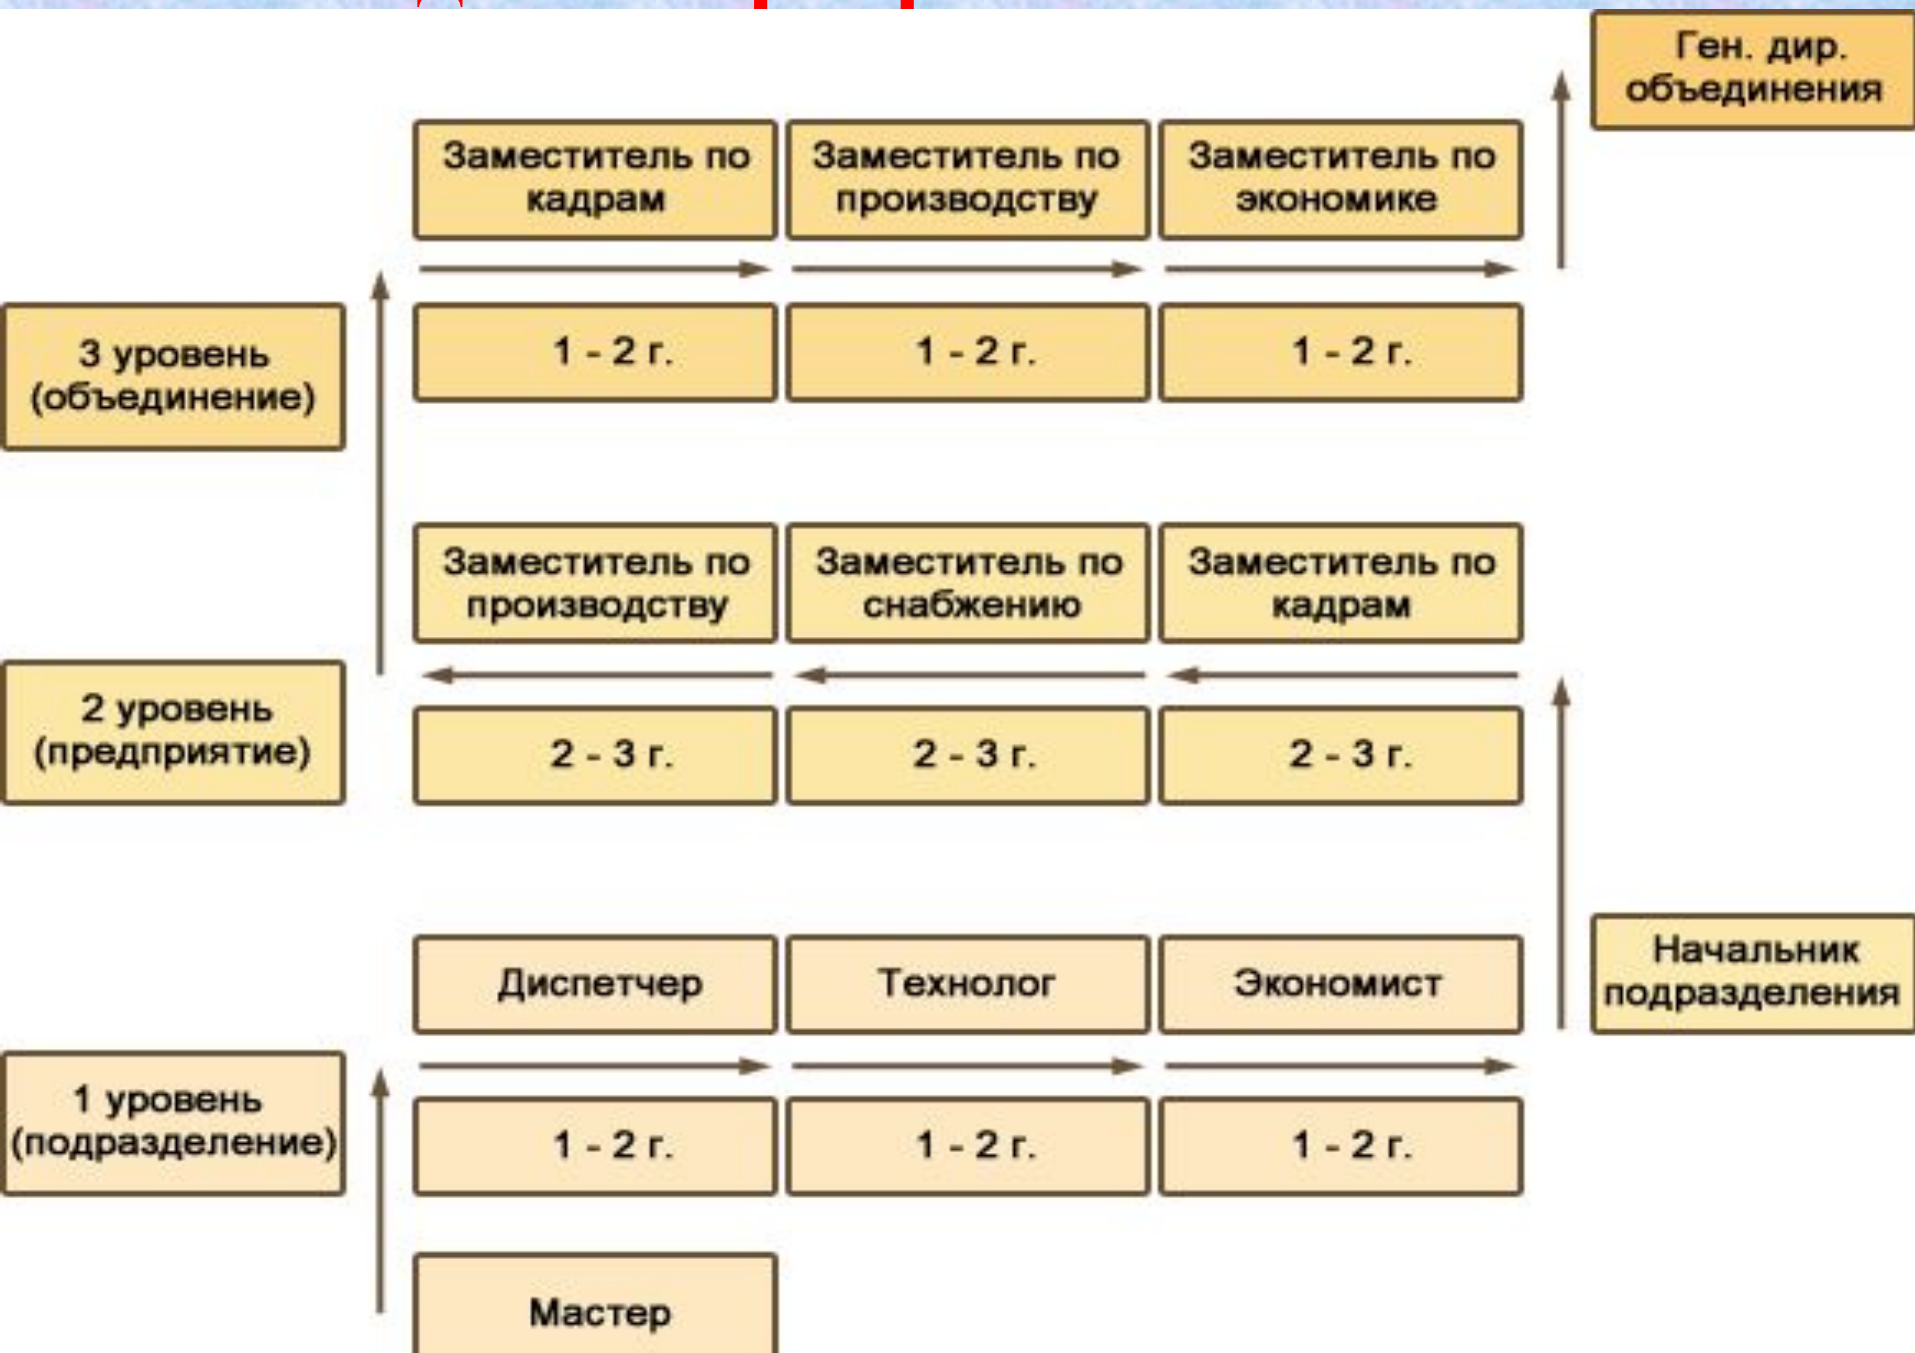 Ген. дир.
объединения
Заместитель по
кадрам
Заместитель по
производству
Заместитель по
экономике
3 уровень
(объединение)
1 - 2 г.
1 - 2 г.
1 - 2 г.
Заместитель по
производству
Заместитель по
снабжению
Заместитель по
кадрам
2 уровень
(предприятие)
2 - 3 г.
2 - 3 г.
2 - 3 г.
Диспетчер
Технолог
Экономист
Начальник
подразделения
1 уровень
(подразделение)
1 - 2 г.
1 - 2 г.
1 - 2 г.
Мастер